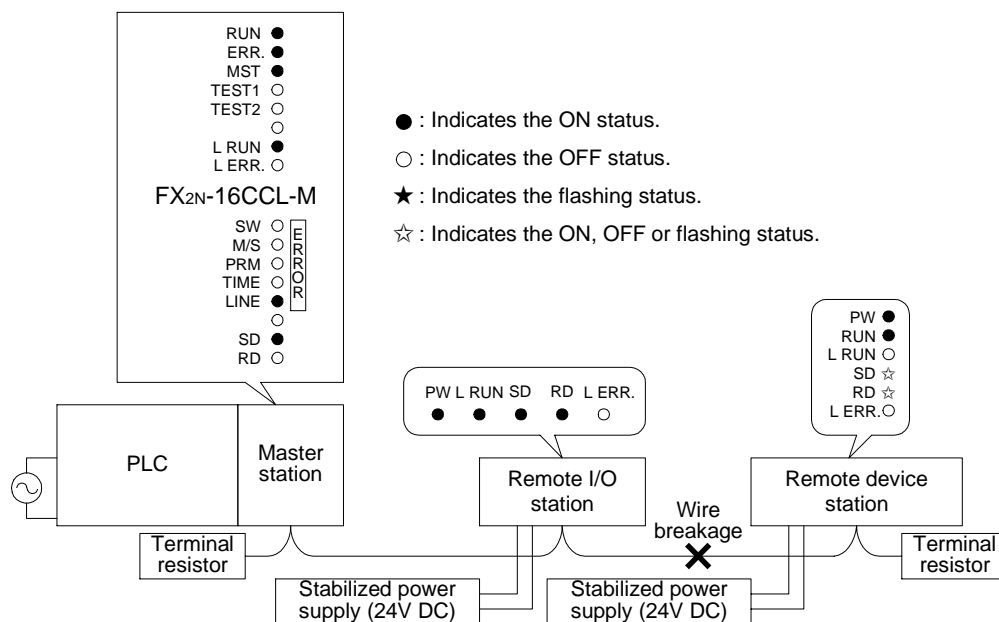 RUN
ERR.
MST
TEST1
TEST2
L RUN
L ERR.
FX2N-16CCL-M
SW
M/S
PRM
TIME
LINE
ERROR
SD
RD
● : Indicates the ON status.
○ : Indicates the OFF status.
★ : Indicates the flashing status.
☆ : Indicates the ON, OFF or flashing status.
PW L RUN SD RD L ERR.
PW
RUN
L RUN
SD
RD
L ERR.
PLC
Master
station
Remote I/O
station
Wire
breakage
Remote device
station
Terminal
resistor
Stabilized power
supply (24V DC)
Stabilized power
supply (24V DC)
Terminal
resistor